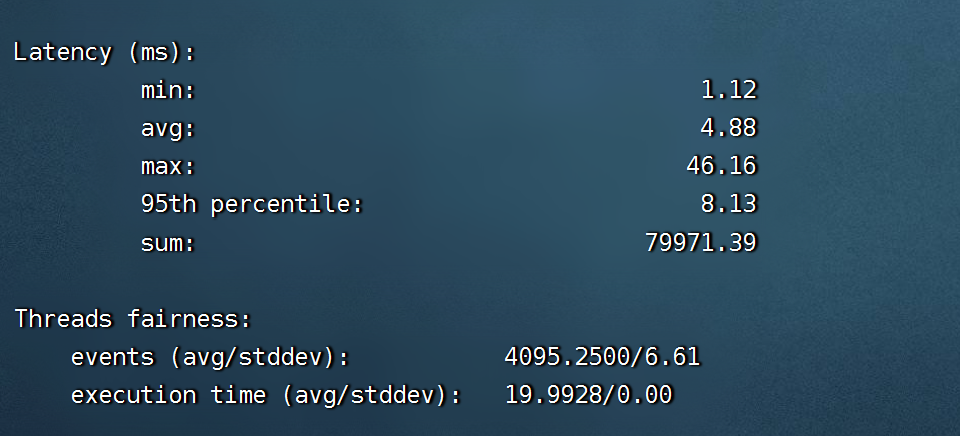 Latency (ms):
min: 1.12
avg: 4.88
max: 46.16
95th percentile: 8.13
sum: 79971.39
Threads fairness:
events (avg/stddev): 4095.2500/6.61
execution time (avg/stddev): 19.9928/0.00